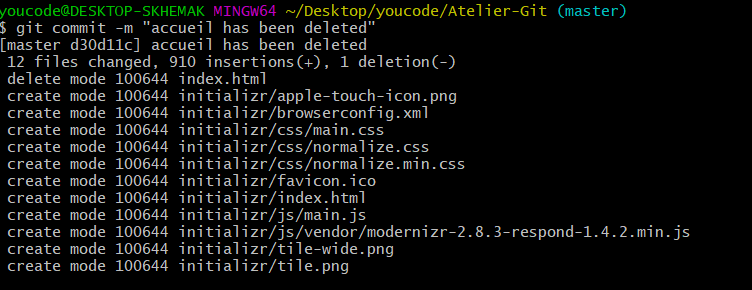 youcode@DESKTOP-SKHEMAK MINGW64 ~/Desktop/youcode/Atelier-Git (master)
$ git commit -m "accueil has been deleted"
[master d30d11c] accueil has been deleted
 12 files changed, 910 insertions(+), 1 deletion(-)
 delete mode 100644 index.html
 create mode 100644 initializr/apple-touch-icon.png
 create mode 100644 initializr/browserconfig.xml
 create mode 100644 initializr/css/main.css
 create mode 100644 initializr/css/normalize.css
 create mode 100644 initializr/css/normalize.min.css
 create mode 100644 initializr/favicon.ico
 create mode 100644 initializr/index.html
 create mode 100644 initializr/js/main.js
 create mode 100644 initializr/js/vendor/modernizr-2.8.3-respond-1.4.2.min.js
 create mode 100644 initializr/tile-wide.png
 create mode 100644 initializr/tile.png